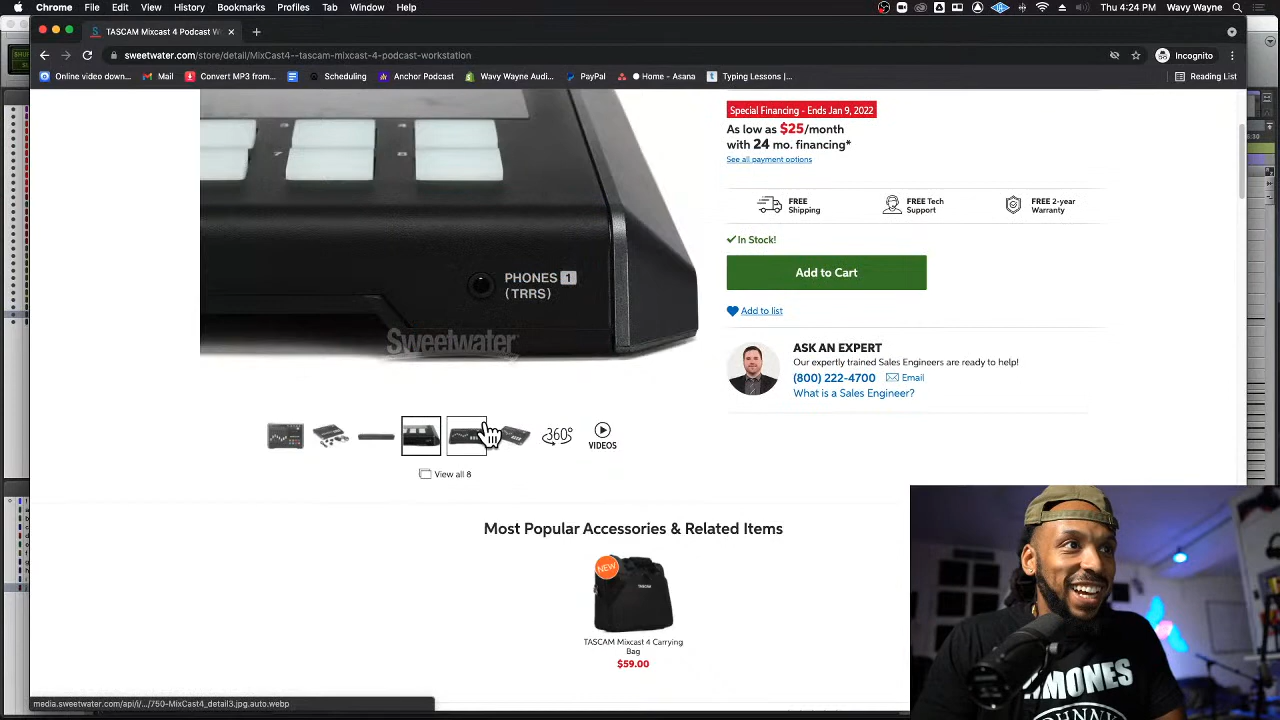 Chrome File Edit View History Bookmarks Profiles Tab Window Help
Thu 4:24 PM Wavy Wayne
TASCAM Mixcast 4 Podcast W
sweetwater.com/store/detail/MixCast4--tascam-mixcast-4-podcast-workstation
Incognito
Online video down... Mail Convert MP3 from... Scheduling Anchor Podcast Wavy Wayne Audi... PayPal Home - Asana Typing Lessons |... Reading List
Special Financing - Ends Jan 9, 2022
As low as $25/month
with 24 mo. financing*
See all payment options
FREE
Shipping
FREE Tech
Support
FREE 2-year
Warranty
In Stock!
Add to Cart
Add to list
ASK AN EXPERT
Our expertly trained Sales Engineers are ready to help!
(800) 222-4700 Email
What is a Sales Engineer?
7 8
PHONES 1
(TRRS)
Sweetwater
360°
VIDEOS
View all 8
Most Popular Accessories & Related Items
NEW
TASCAM
TASCAM Mixcast 4 Carrying
Bag
$59.00
media.sweetwater.com/api/i/.../750-MixCast4_detail3.jpg.auto.webp
MONES
JOHNNY